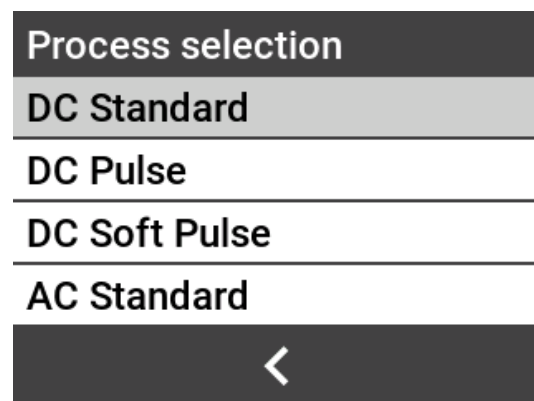 Process selection
DC Standard
DC Pulse
DC Soft Pulse
AC Standard